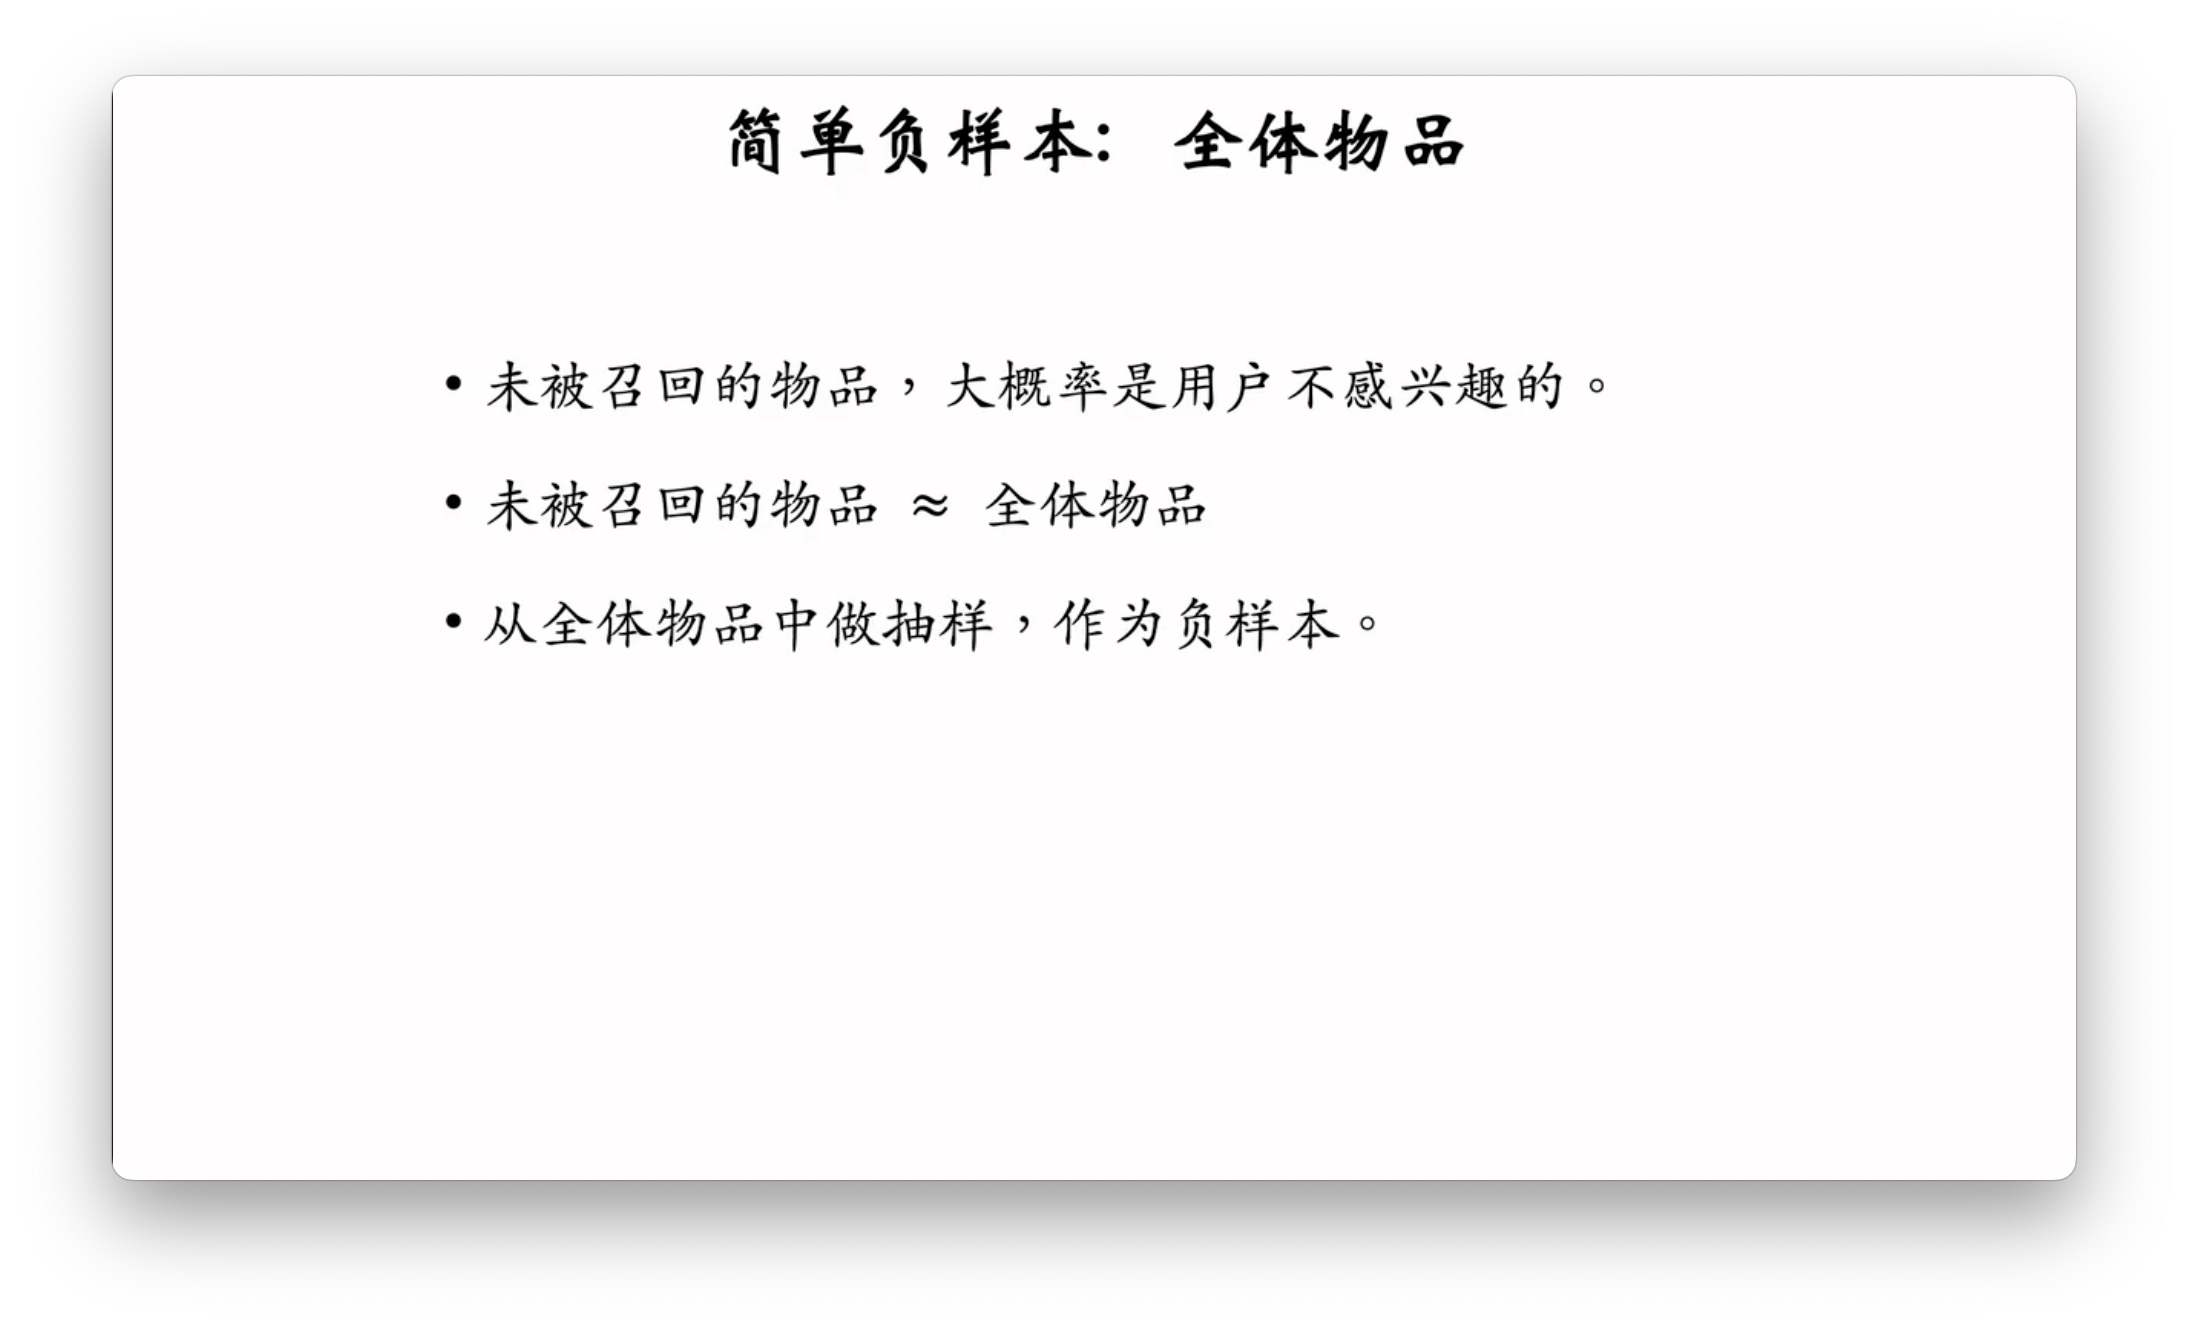 简单负样本：全体物品
• 未被召回的物品，大概率是用户不感兴趣的。
• 未被召回的物品 ≈ 全体物品
• 从全体物品中做抽样，作为负样本。